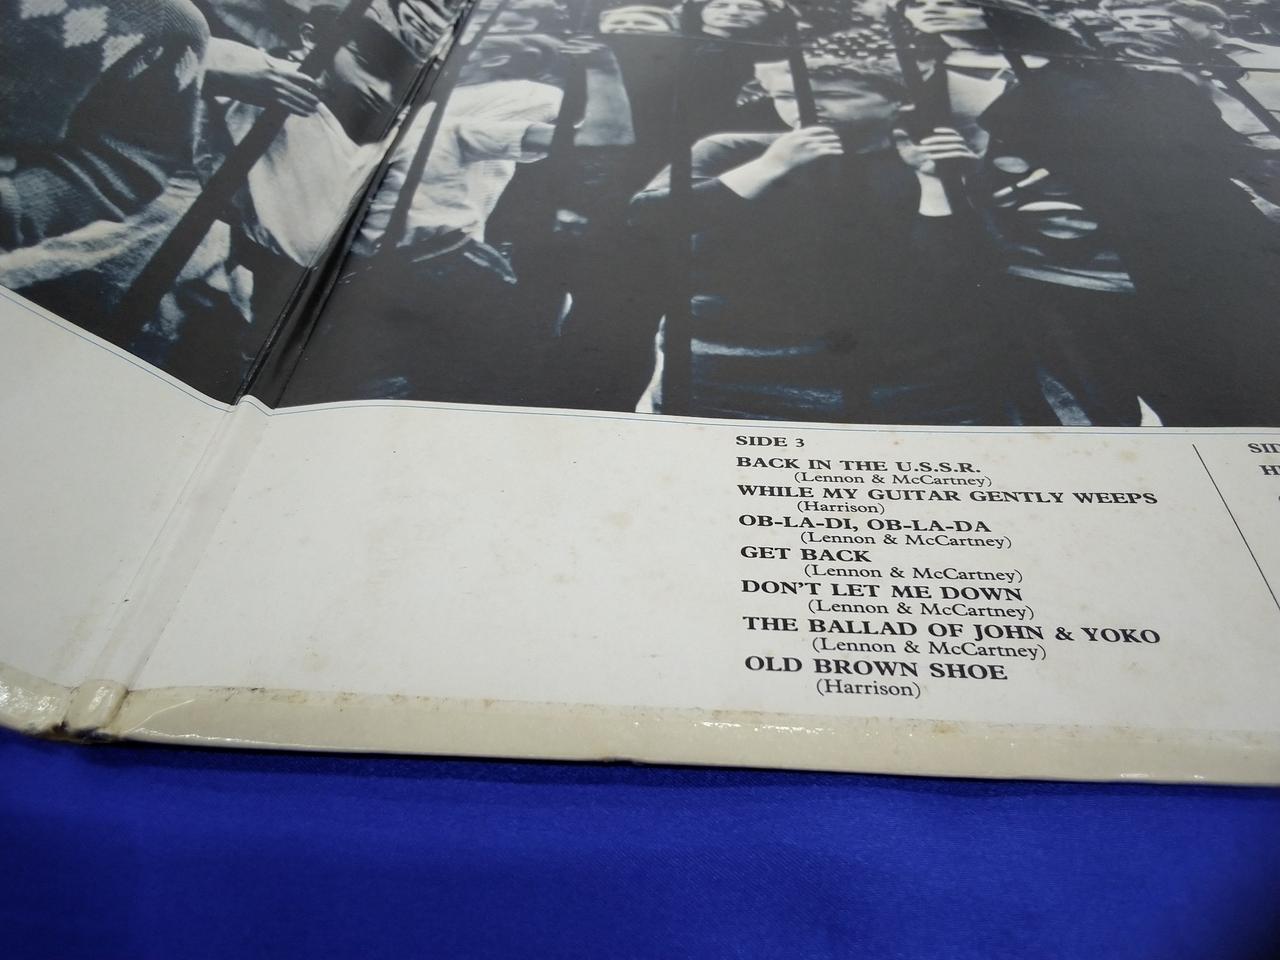 SIDE 3
BACK IN THE U.S.S.R.
(Lennon & McCartney)
WHILE MY GUITAR GENTLY WEEPS
(Harrison)
OB-LA-DI, OB-LA-DA
(Lennon & McCartney)
GET BACK
(Lennon & McCartney)
DON'T LET ME DOWN
(Lennon & McCartney)
THE BALLAD OF JOHN & YOKO
(Lennon & McCartney)
OLD BROWN SHOE
(Harrison)